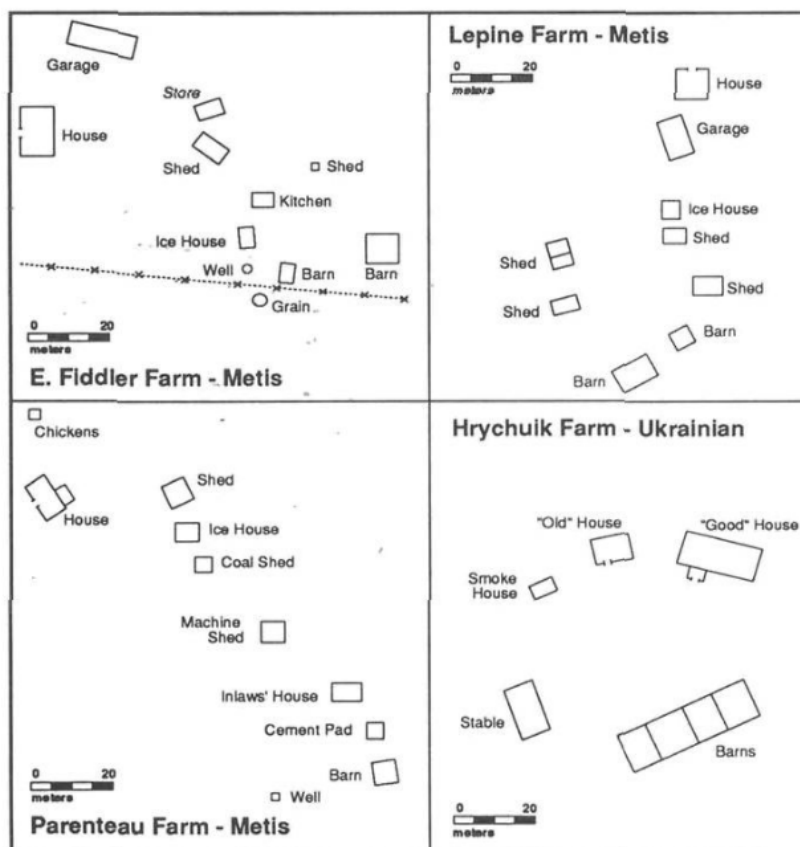 Garage
Store
House
Shed
Shed
Kitchen
Ice House
Well
Barn
Barn
Grain
0 20
meters
E. Fiddler Farm - Metis
Lepine Farm - Metis
0 20
meters
House
Garage
Ice House
Shed
Shed
Shed
Shed
Barn
Barn
Chickens
House
Shed
Ice House
Coal Shed
Machine
Shed
Inlaws' House
Cement Pad
Barn
Well
0 20
meters
Parenteau Farm - Metis
Hrychuik Farm - Ukrainian
"Old" House
"Good" House
Smoke
House
Stable
Barns
0 20
meters